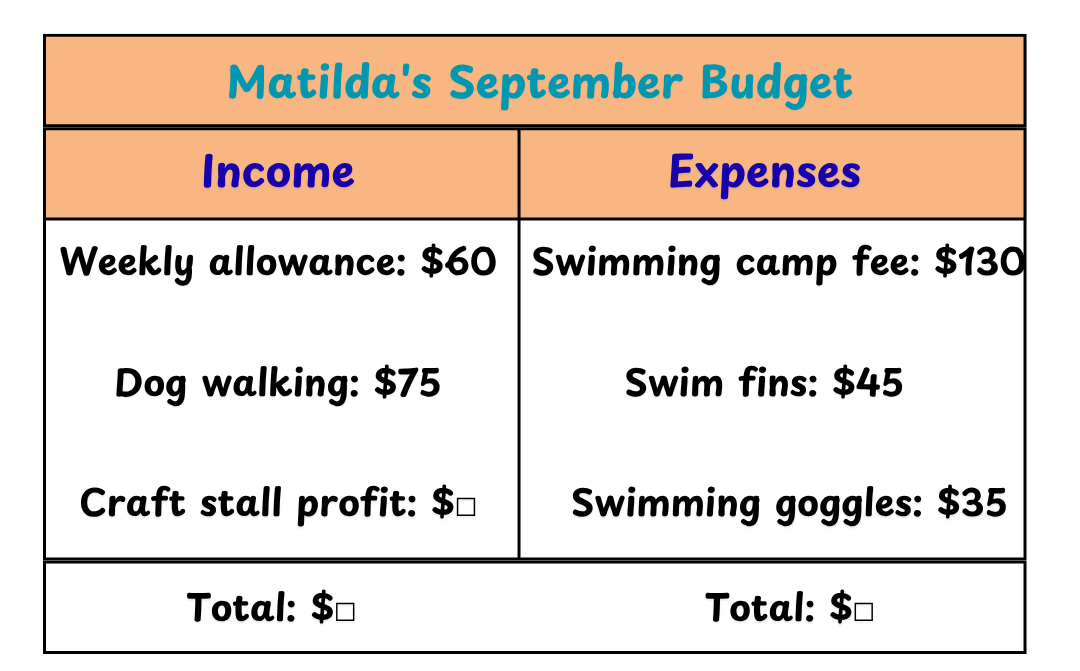 Matilda's September Budget
Income
Expenses
Weekly allowance: $60
Swimming camp fee: $130
Dog walking: $75
Swim fins: $45
Craft stall profit: $□
Swimming goggles: $35
Total: $□
Total: $□